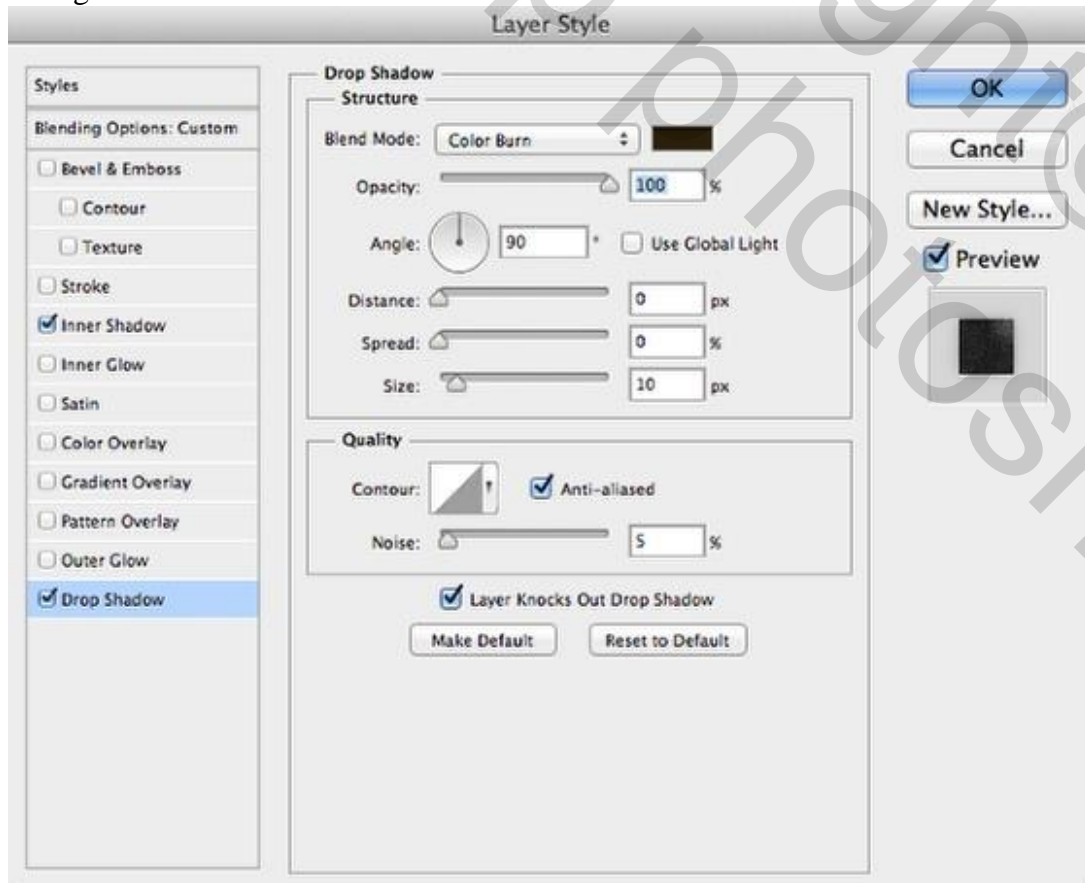 Layer Style
Styles
Blending Options: Custom
Bevel & Emboss
Contour
Texture
Stroke
Inner Shadow
Inner Glow
Satin
Color Overlay
Gradient Overlay
Pattern Overlay
Outer Glow
Drop Shadow
Drop Shadow
Structure
Blend Mode: Color Burn
Opacity: 100 %
Angle: 90 ° Use Global Light
Distance: 0 px
Spread: 0 %
Size: 10 px
Quality
Contour: Anti-aliased
Noise: 5 %
Layer Knocks Out Drop Shadow
Make Default Reset to Default
OK
Cancel
New Style...
Preview